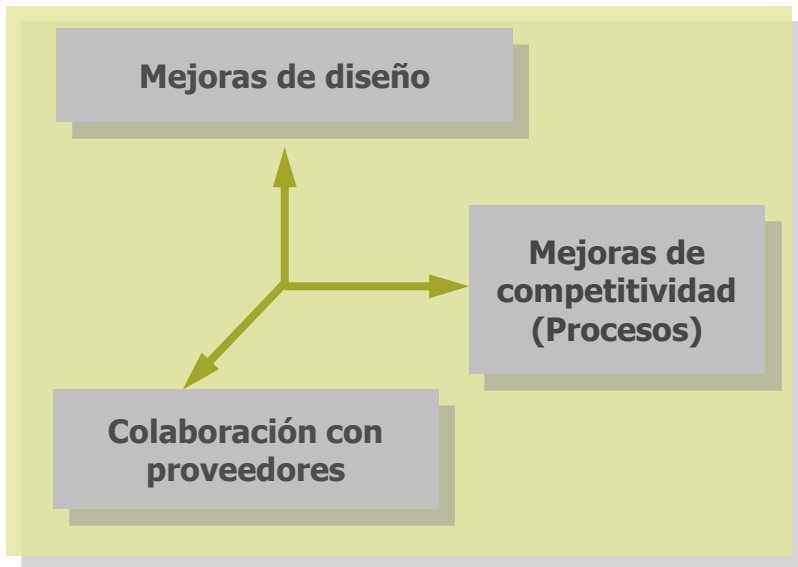 Mejoras de diseño
Mejoras de
competitividad
(Procesos)
Colaboración con
proveedores